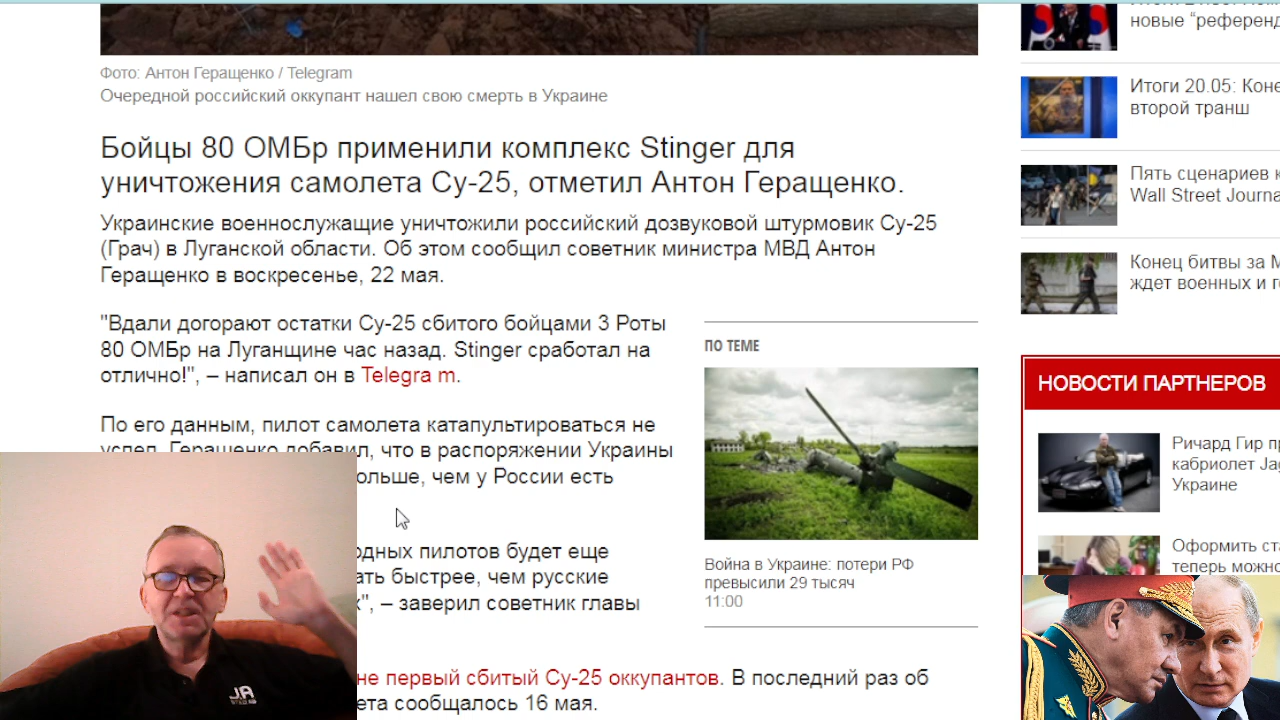 Фото: Антон Геращенко / Telegram
Очередной российский оккупант нашел свою смерть в Украине
Бойцы 80 ОМБр применили комплекс Stinger для
уничтожения самолета Су-25, отметил Антон Геращенко.
Украинские военнослужащие уничтожили российский дозвуковой штурмовик Су-25
(Грач) в Луганской области. Об этом сообщил советник министра МВД Антон
Геращенко в воскресенье, 22 мая.
"Вдали догорают остатки Су-25 сбитого бойцами 3 Роты
80 ОМБр на Луганщине час назад. Stinger сработал на
отлично!", – написал он в Telegra m.
По его данным, пилот самолета катапультироваться не
успел. Геращенко добавил, что в распоряжении Украины
ольше, чем у России есть
одных пилотов будет еще
ать быстрее, чем русские
х", – заверил советник главы
не первый сбитый Су-25 оккупантов. В последний раз об
ета сообщалось 16 мая.
ПО ТЕМЕ
Война в Украине: потери РФ
превысили 29 тысяч
11:00
новые "референд
Итоги 20.05: Коне
второй транш
Пять сценариев к
Wall Street Journa
Конец битвы за М
ждет военных и г
НОВОСТИ ПАРТНЕРОВ
Ричард Гир пр
кабриолет Jag
Украине
Оформить ста
теперь можно
JA